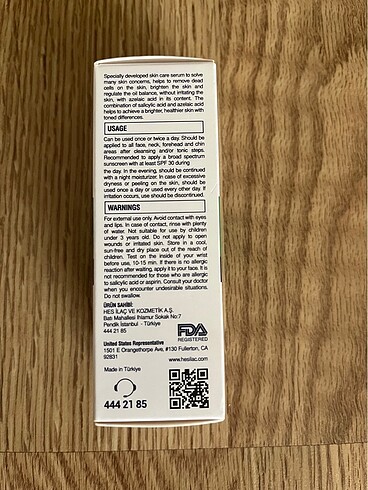 Specially developed skin care serum to solve
many skin concerns, helps to remove dead
cells on the skin, brighten the skin and
regulate the oil balance, without irritating the
skin, with azelaic acid in its content. The
combination of salicylic acid and azelaic acid
helps to achieve a brighter, healthier skin with
toned differences.
USAGE
Can be used once or twice a day. Should be
applied to all face, neck, forehead and chin
areas after cleansing and/or tonic steps.
Recommended to apply a broad spectrum
sunscreen with at least SPF 30 during
the day. In the evening, should be continued
with a night moisturizer. In case of excessive
dryness or peeling on the skin, should be
used once a day or used every other day. If
irritation occurs, use should be discontinued.
WARNINGS
For external use only. Avoid contact with eyes
and lips. In case of contact, rinse with plenty
of water. Not suitable for use by children
under 3 years old. Do not apply to open
wounds or irritated skin. Store in a cool,
sun-free and dry place out of the reach of
children. Test on the inside of your wrist
before use, 10-15 min. If there is no allergic
reaction after waiting, apply it to your face. It is
not recommended for those who are allergic
to salicylic acid or aspirin. Consult your doctor
when you encounter undesirable situations.
Do not swallow.
ÜRÜN SAHİBİ:
HES İLAÇ VE KOZMETİK A.Ş.
Batı Mahallesi Ihlamur Sokak No:7
Pendik İstanbul - Türkiye
444 21 85
FDA
REGISTERED
United States Representative
1501 E Orangethorpe Ave, #130 Fullerton, CA
92831
www.hesilac.com
Made in Türkiye
444 21 85